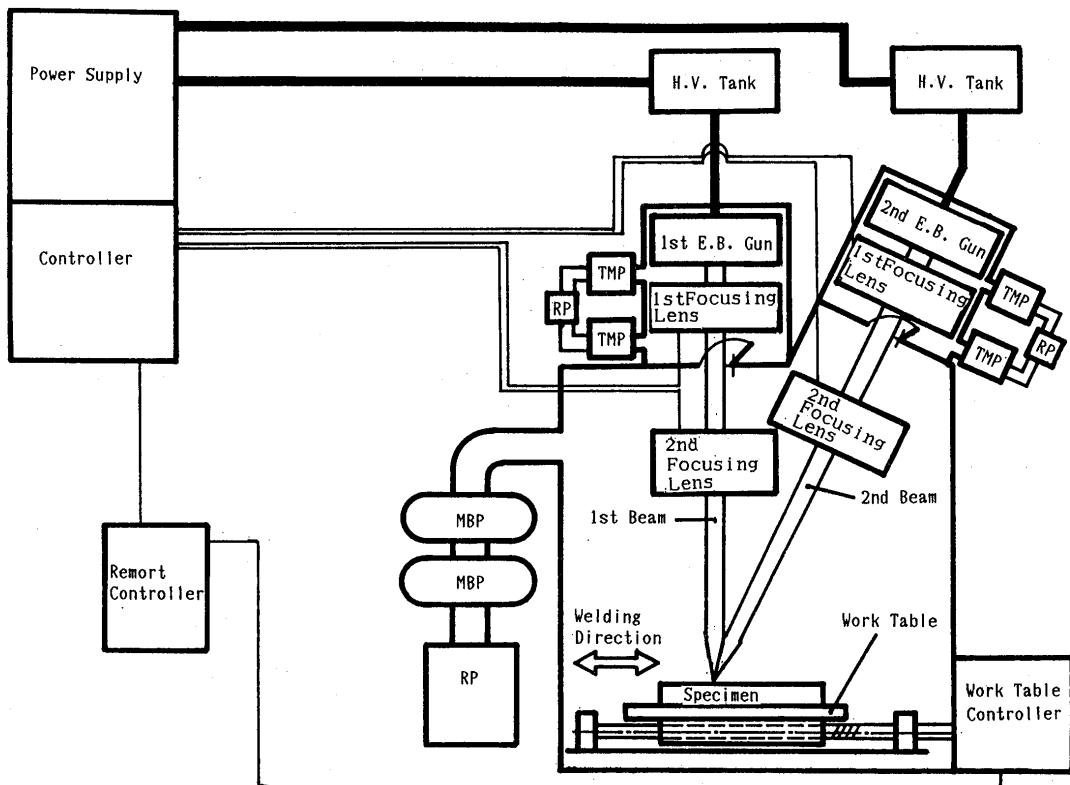 Power Supply
H.V. Tank
H.V. Tank
Controller
1st E.B. Gun
2nd E.B. Gun
TMP
1stFocusing
Lens
1stFocusing
Lens
TMP
RP
TMP
TMP
RP
2nd
Focusing
Lens
2nd
Focusing
Lens
2nd Beam
1st Beam
MBP
MBP
Remort
Controller
Welding
Direction
Work Table
RP
Specimen
Work Table
Controller